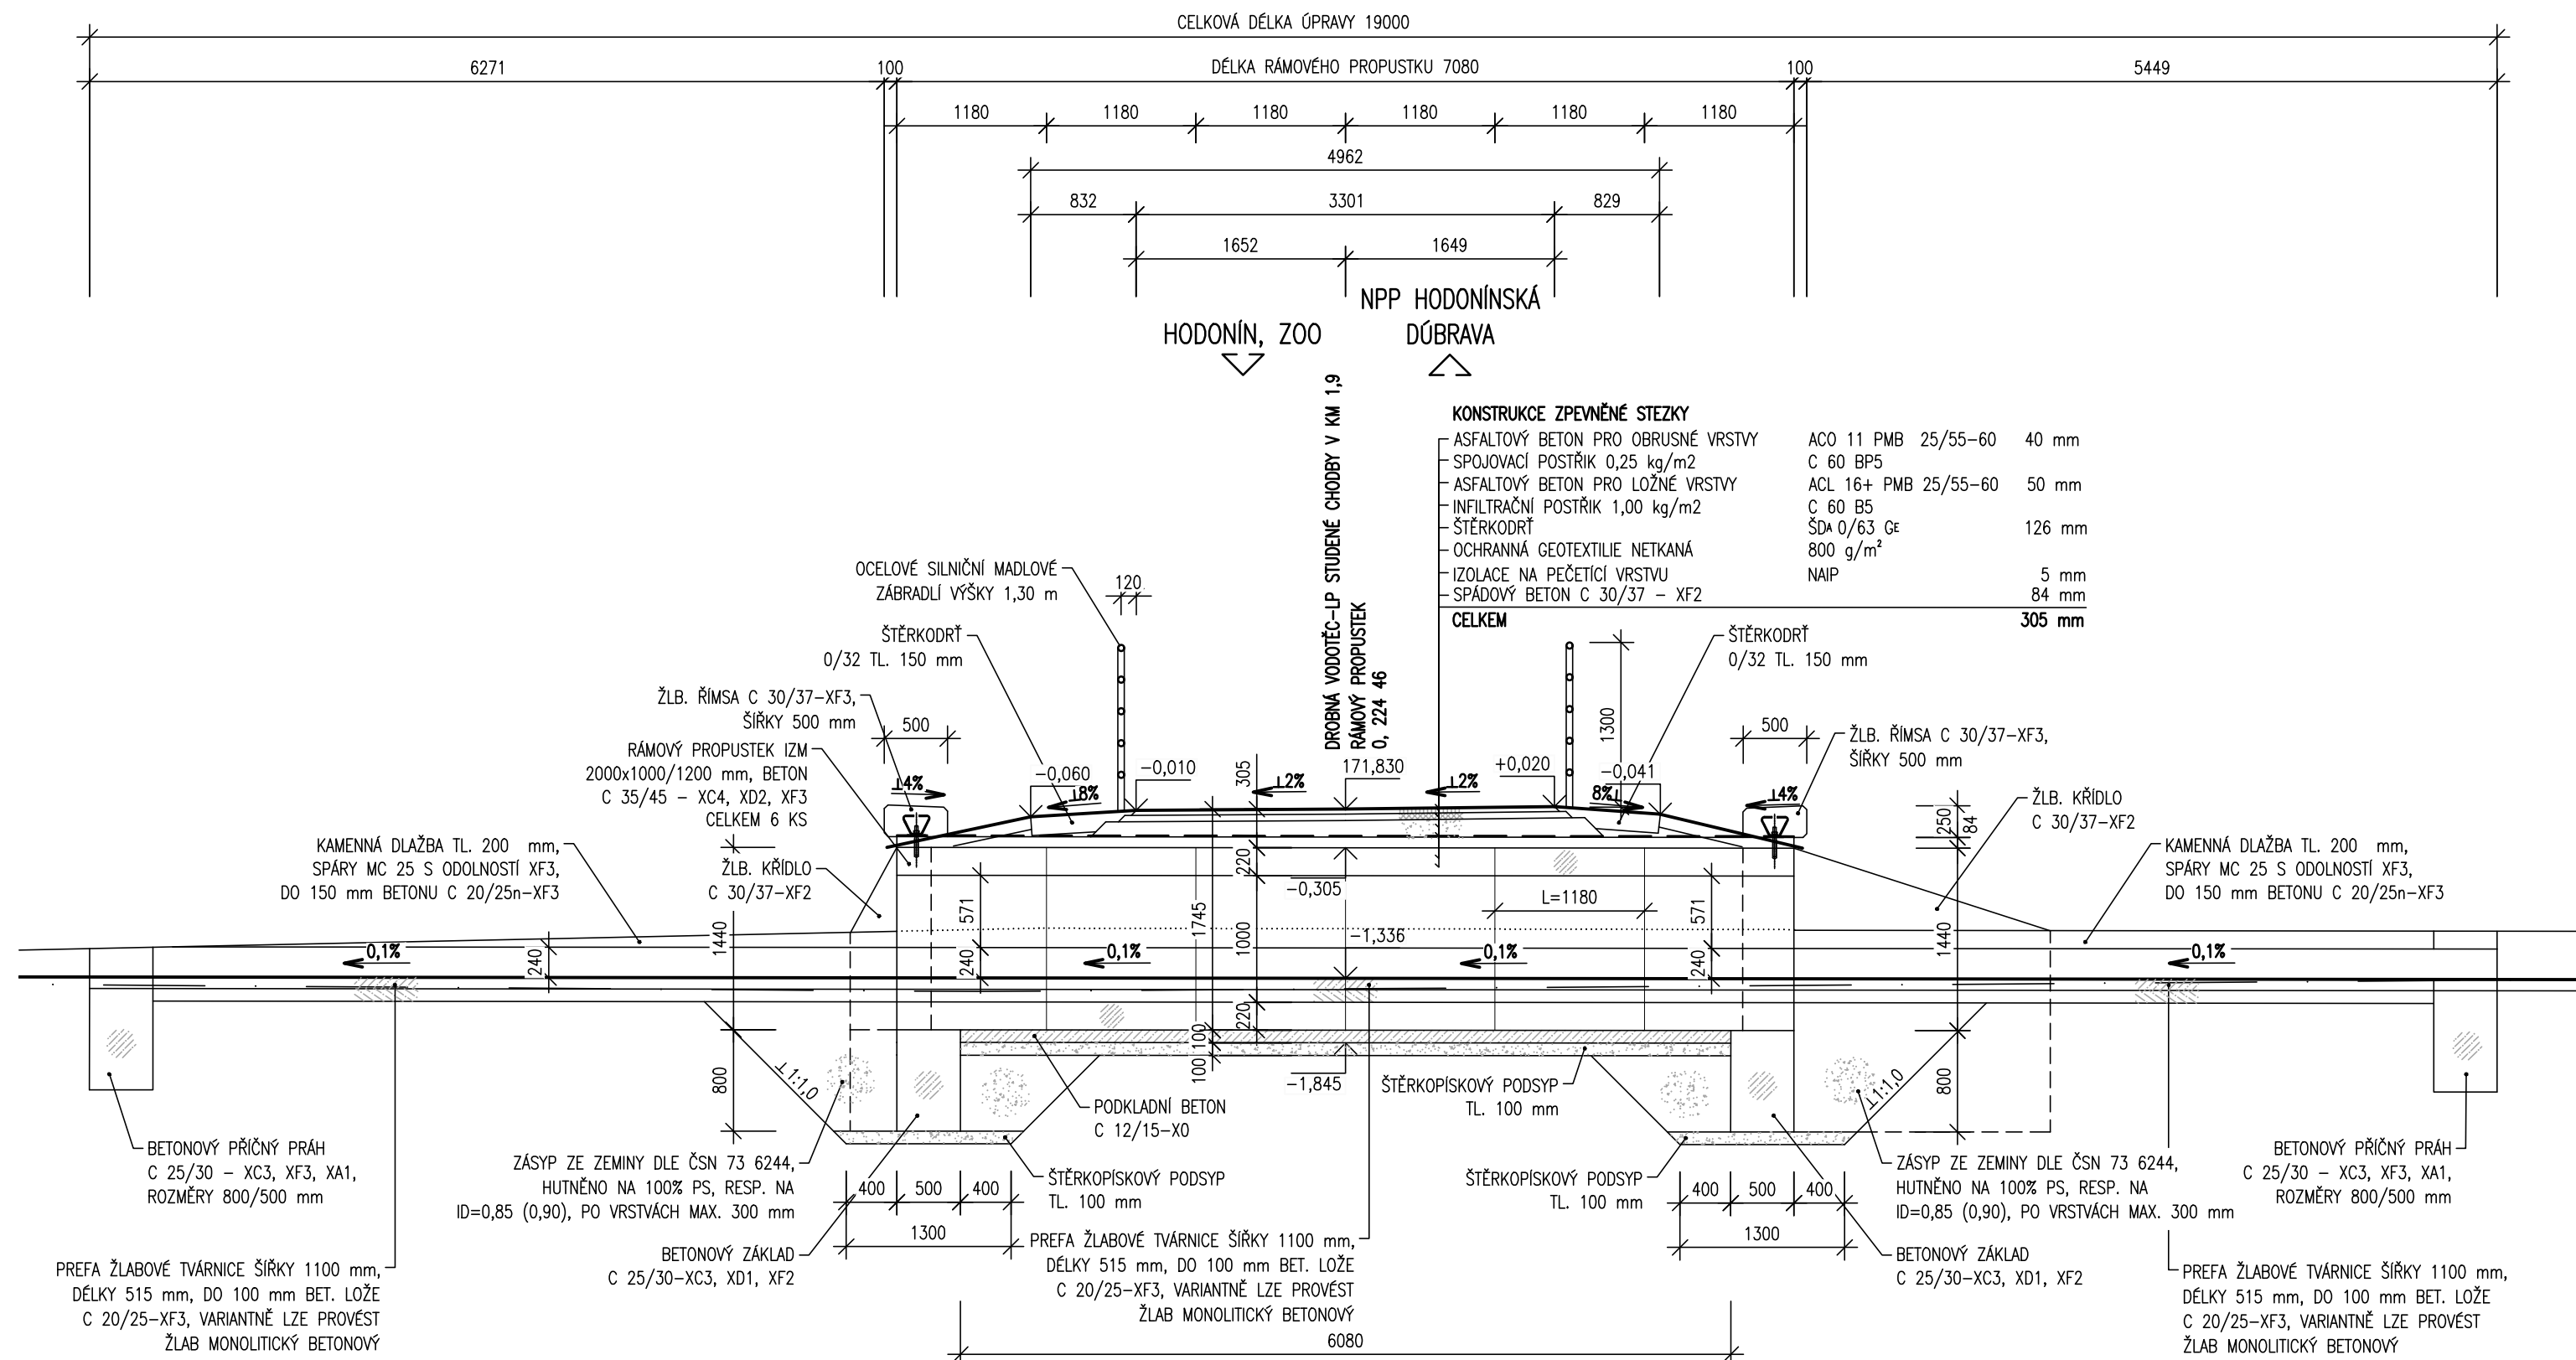 CELKOVÁ DÉLKA ÚPRAVY 19000
6271
100
DÉLKA RÁMOVÉHO PROPUSTKU 7080
100
5449
1180
1180
1180
1180
1180
1180
4962
832
3301
829
1652
1649
NPP HODONÍNSKÁ
DÚBRAVA
HODONÍN, ZOO
DROBNÁ VODOTĚC-LP STUDENÉ CHODBY V KM 1,9
RÁMOVÝ PROPUSTEK
0, 224 46
KONSTRUKCE ZPEVNĚNÉ STEZKY
ASFALTOVÝ BETON PRO OBRUSNÉ VRSTVY ACO 11 PMB 25/55-60 40 mm
SPOJOVACÍ POSTŘIK 0,25 kg/m2 C 60 BP5
ASFALTOVÝ BETON PRO LOŽNÉ VRSTVY ACL 16+ PMB 25/55-60 50 mm
INFILTRAČNÍ POSTŘIK 1,00 kg/m2 C 60 B5
ŠTĚRKODRŤ ŠDA 0/63 GE 126 mm
OCHRANNÁ GEOTEXTILIE NETKANÁ 800 g/m²
IZOLACE NA PEČETÍCÍ VRSTVU NAIP 5 mm
SPÁDOVÝ BETON C 30/37 - XF2 84 mm
CELKEM 305 mm
OCELOVÉ SILNIČNÍ MADLOVÉ
ZÁBRADLÍ VÝŠKY 1,30 m
120
ŠTĚRKODRŤ
0/32 TL. 150 mm
ŠTĚRKODRŤ
0/32 TL. 150 mm
1300
ŽLB. ŘÍMSA C 30/37-XF3,
ŠÍŘKY 500 mm
500
500
ŽLB. ŘÍMSA C 30/37-XF3,
ŠÍŘKY 500 mm
RÁMOVÝ PROPUSTEK IZM
2000x1000/1200 mm, BETON
C 35/45 - XC4, XD2, XF3
CELKEM 6 KS
⊥4%
-0,060
⊥8%
-0,010
305
⊥2%
171,830
⊥2%
+0,020
-0,041
8%⊥
⊥4%
ŽLB. KŘÍDLO
C 30/37-XF2
250
84
KAMENNÁ DLAŽBA TL. 200 mm,
SPÁRY MC 25 S ODOLNOSTÍ XF3,
DO 150 mm BETONU C 20/25n-XF3
ŽLB. KŘÍDLO
C 30/37-XF2
KAMENNÁ DLAŽBA TL. 200 mm,
SPÁRY MC 25 S ODOLNOSTÍ XF3,
DO 150 mm BETONU C 20/25n-XF3
220
-0,305
L=1180
571
571
1440
1745
1000
-1,336
1440
0,1%
0,1%
0,1%
0,1%
240
240
240
220
100
100
-1,845
800
800
⊥1:1,0
⊥1:1,0
PODKLADNÍ BETON
C 12/15-X0
ŠTĚRKOPÍSKOVÝ PODSYP
TL. 100 mm
BETONOVÝ PŘÍČNÝ PRÁH
C 25/30 - XC3, XF3, XA1,
ROZMĚRY 800/500 mm
ZÁSYP ZE ZEMINY DLE ČSN 73 6244,
HUTNĚNO NA 100% PS, RESP. NA
ID=0,85 (0,90), PO VRSTVÁCH MAX. 300 mm
ŠTĚRKOPÍSKOVÝ PODSYP
TL. 100 mm
ŠTĚRKOPÍSKOVÝ PODSYP
TL. 100 mm
ZÁSYP ZE ZEMINY DLE ČSN 73 6244,
HUTNĚNO NA 100% PS, RESP. NA
ID=0,85 (0,90), PO VRSTVÁCH MAX. 300 mm
BETONOVÝ PŘÍČNÝ PRÁH
C 25/30 - XC3, XF3, XA1,
ROZMĚRY 800/500 mm
400
500
400
1300
400
500
400
1300
BETONOVÝ ZÁKLAD
C 25/30-XC3, XD1, XF2
PREFA ŽLABOVÉ TVÁRNICE ŠÍŘKY 1100 mm,
DÉLKY 515 mm, DO 100 mm BET. LOŽE
C 20/25-XF3, VARIANTNĚ LZE PROVÉST
ŽLAB MONOLITICKÝ BETONOVÝ
BETONOVÝ ZÁKLAD
C 25/30-XC3, XD1, XF2
PREFA ŽLABOVÉ TVÁRNICE ŠÍŘKY 1100 mm,
DÉLKY 515 mm, DO 100 mm BET. LOŽE
C 20/25-XF3, VARIANTNĚ LZE PROVÉST
ŽLAB MONOLITICKÝ BETONOVÝ
PREFA ŽLABOVÉ TVÁRNICE ŠÍŘKY 1100 mm,
DÉLKY 515 mm, DO 100 mm BET. LOŽE
C 20/25-XF3, VARIANTNĚ LZE PROVÉST
ŽLAB MONOLITICKÝ BETONOVÝ
6080